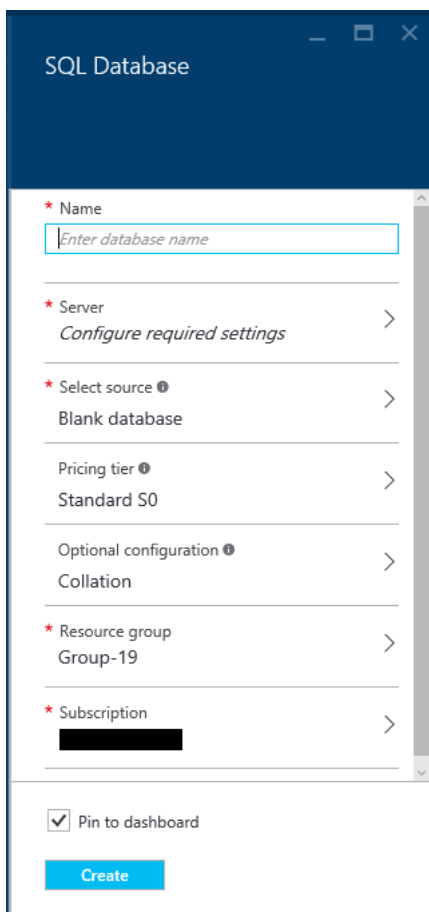 SQL Database
* Name
Enter database name
* Server
Configure required settings
* Select source
Blank database
Pricing tier
Standard S0
Optional configuration
Collation
* Resource group
Group-19
* Subscription
Pin to dashboard
Create